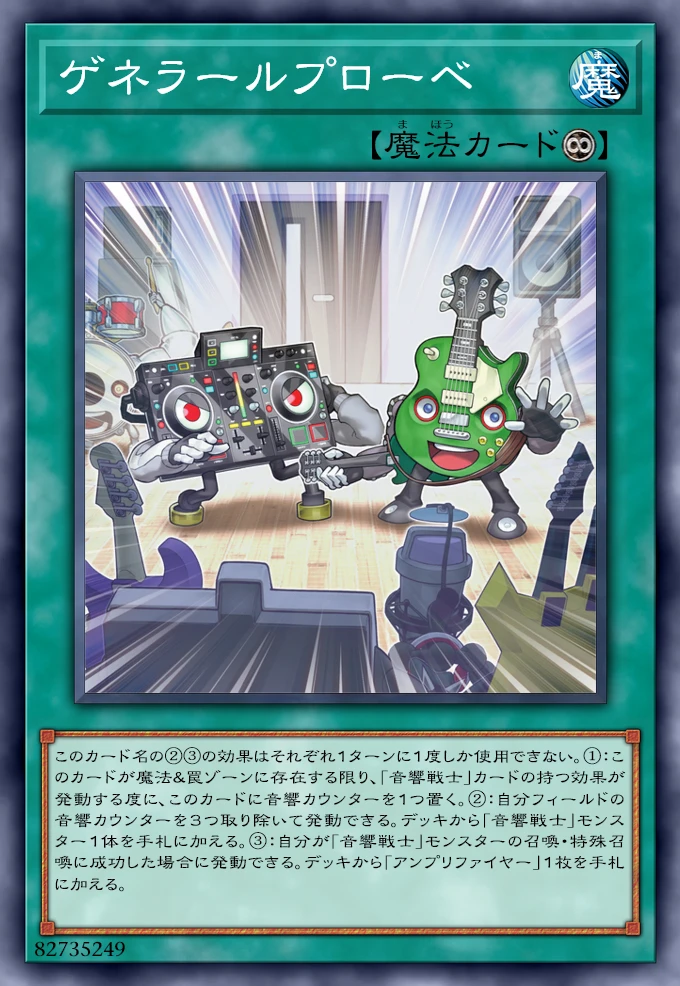 ゲネラールプローベ
魔
ま
ま ほう
【魔法カード】
このカード名の②③の効果はそれぞれ1ターンに1度しか使用できない。①：こ
のカードが魔法&罠ゾーンに存在する限り、「音響戦士」カードの持つ効果が
発動する度に、このカードに音響カウンターを1つ置く。②：自分フィールドの
音響カウンターを3つ取り除いて発動できる。デッキから「音響戦士」モンス
ター1体を手札に加える。③：自分が「音響戦士」モンスターの召喚・特殊召
喚に成功した場合に発動できる。デッキから「アンプリファイヤー」1枚を手札
に加える。
82735249